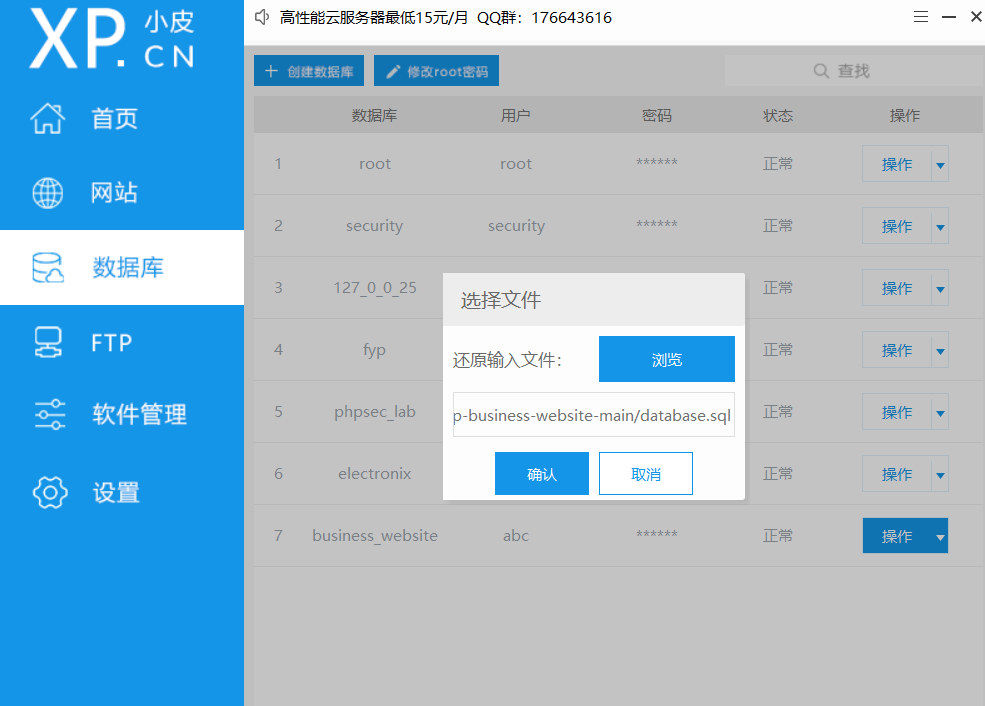 XP.CN 小皮
高性能云服务器最低15元/月 QQ群：176643616
首页
网站
数据库
FTP
软件管理
设置
创建数据库 修改root密码 查找
数据库 用户 密码 状态 操作
1 root root ****** 正常 操作
2 security security ****** 正常 操作
3 127_0_0_25 正常 操作
4 fyp 正常 操作
5 phpsec_lab 正常 操作
6 electronix 正常 操作
7 business_website abc ****** 正常 操作
选择文件
还原输入文件： 浏览
p-business-website-main/database.sql
确认 取消